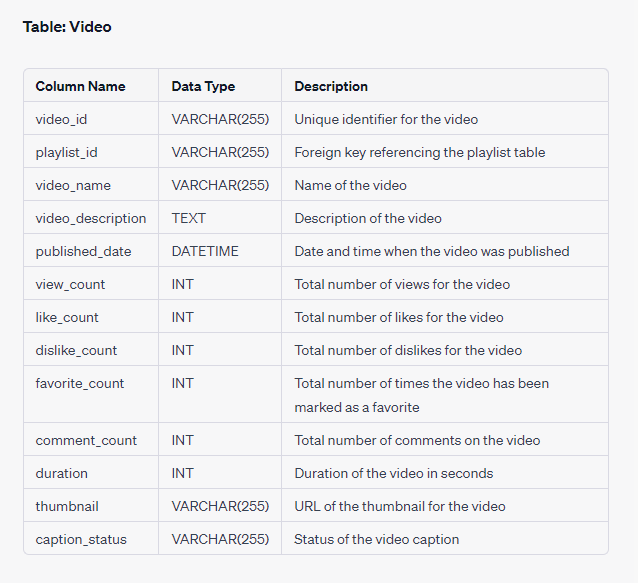 Table: Video
Column Name Data Type Description
video_id VARCHAR(255) Unique identifier for the video
playlist_id VARCHAR(255) Foreign key referencing the playlist table
video_name VARCHAR(255) Name of the video
video_description TEXT Description of the video
published_date DATETIME Date and time when the video was published
view_count INT Total number of views for the video
like_count INT Total number of likes for the video
dislike_count INT Total number of dislikes for the video
favorite_count INT Total number of times the video has been
marked as a favorite
comment_count INT Total number of comments on the video
duration INT Duration of the video in seconds
thumbnail VARCHAR(255) URL of the thumbnail for the video
caption_status VARCHAR(255) Status of the video caption